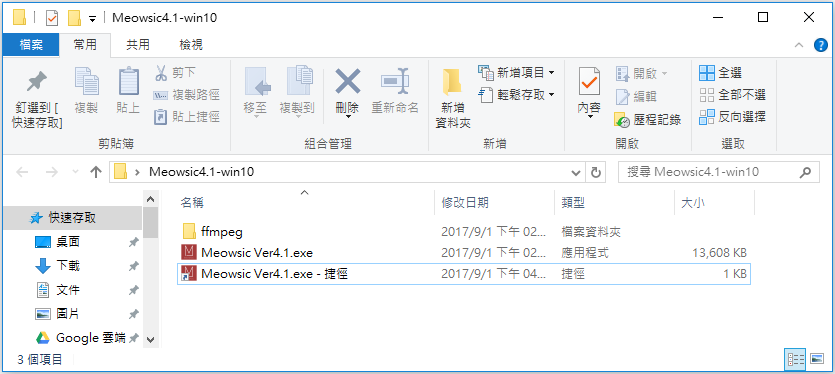 Meowsic4.1-win10
檔案 常用 共用 檢視
釘選到 [
快速存取]
複製
貼上
剪下
複製路徑
貼上捷徑
剪貼簿
移至
複製到
刪除
重新命名
組合管理
新增
資料夾
新增項目
輕鬆存取
新增
內容
開啟
編輯
歷程記錄
開啟
全選
全部不選
反向選擇
選取
Meowsic4.1-win10
搜尋 Meowsic4.1-win10
快速存取
桌面
下載
文件
圖片
Google 雲端
名稱 修改日期 類型 大小
ffmpeg 2017/9/1 下午 02... 檔案資料夾
Meowsic Ver4.1.exe 2017/9/1 下午 02... 應用程式 13,608 KB
Meowsic Ver4.1.exe - 捷徑 2017/9/1 下午 04... 捷徑 1 KB
3 個項目